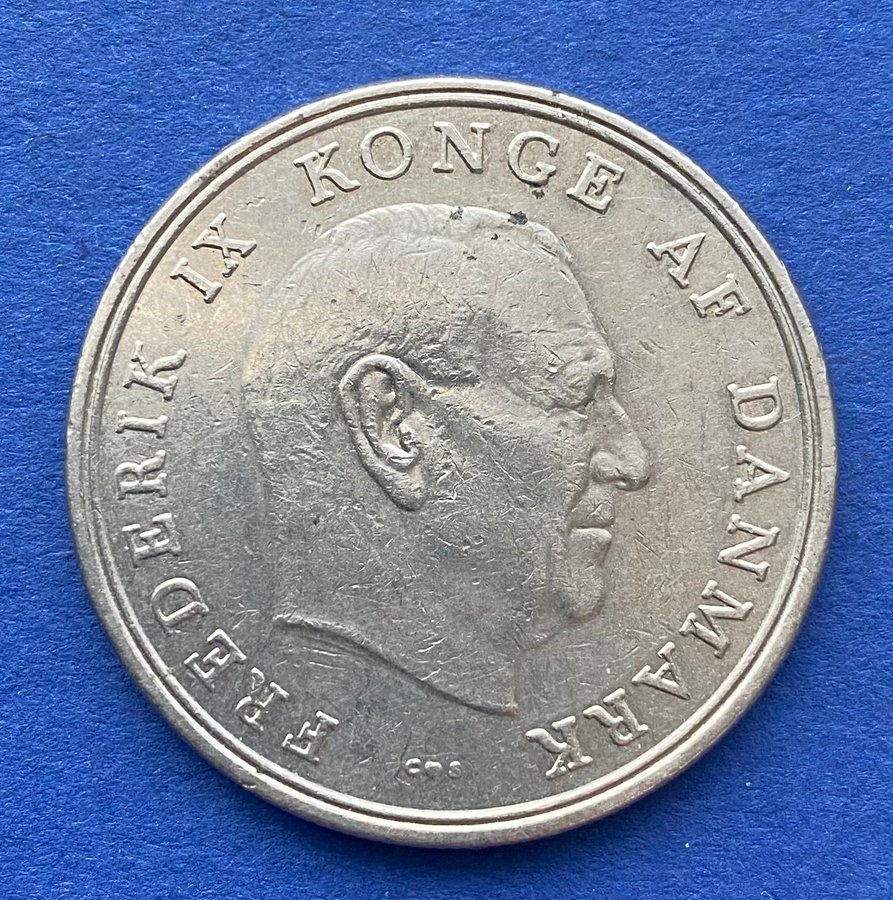 FREDERIK IX KONGE AF DANMARK
C♥S